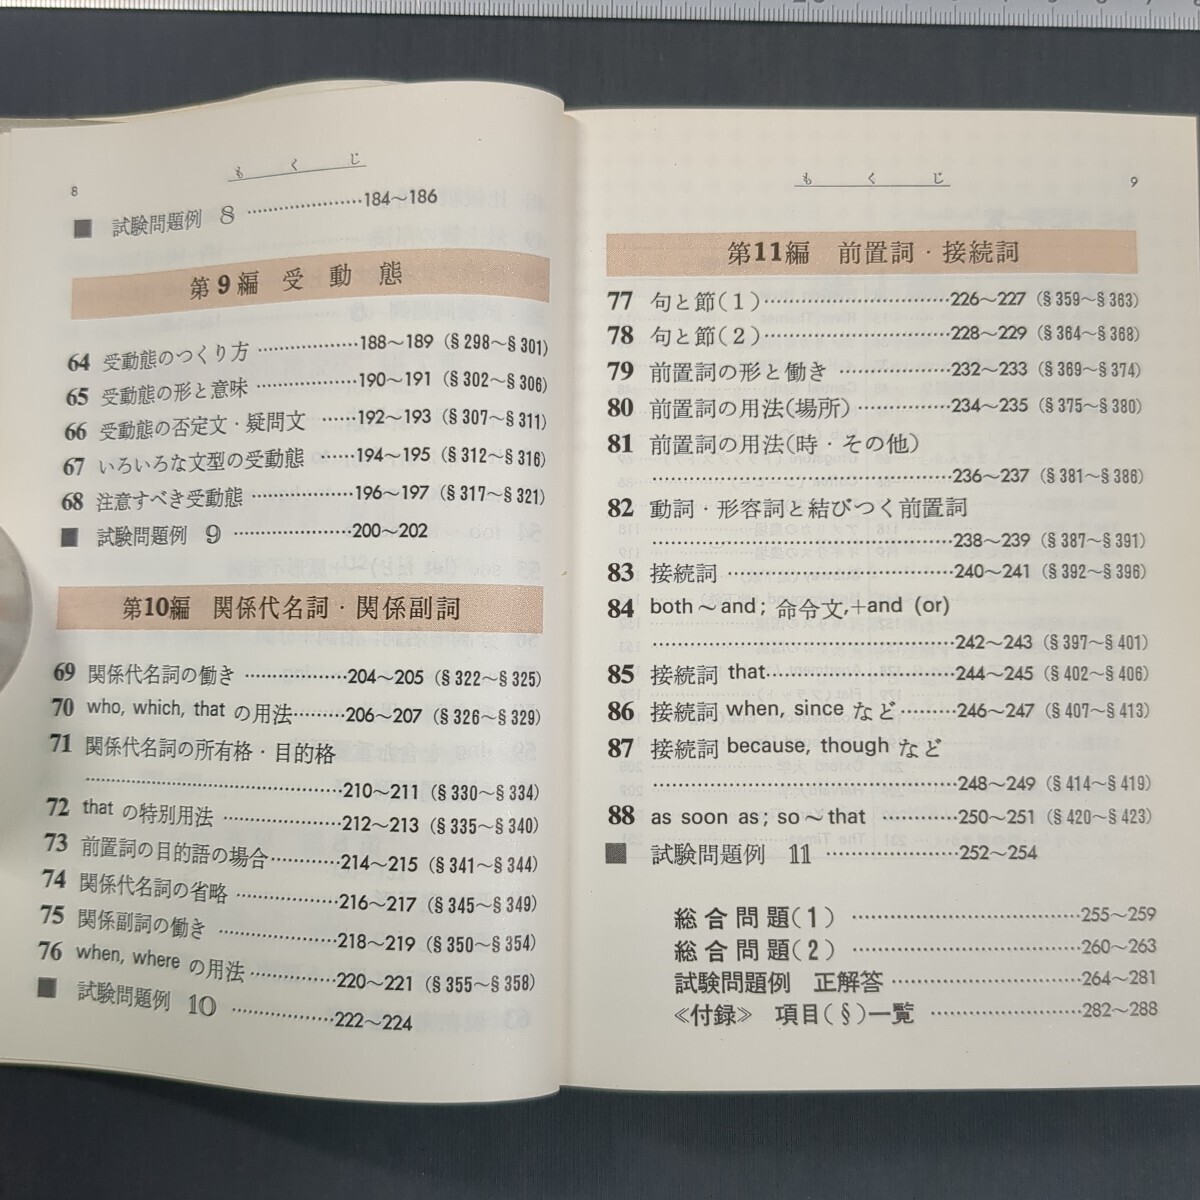 8
もくじ
■ 試験問題例 8 ……………… 184〜186
第9編 受動態
64 受動態のつくり方 ……………188〜189 (§298〜§301)
65 受動態の形と意味 ……………190〜191 (§302〜§306)
66 受動態の否定文・疑問文 ……192〜193 (§307〜§311)
67 いろいろな文型の受動態 ……194〜195 (§312〜§316)
68 注意すべき受動態 ……………196〜197 (§317〜§321)
■ 試験問題例 9 ………………200〜202
第10編 関係代名詞・関係副詞
69 関係代名詞の働き ……………204〜205 (§322〜§325)
70 who, which, that の用法………206〜207 (§326〜§329)
71 関係代名詞の所有格・目的格
……………………………………210〜211 (§330〜§334)
72 that の特別用法 ………………212〜213 (§335〜§340)
73 前置詞の目的語の場合…………214〜215 (§341〜§344)
74 関係代名詞の省略 ……………216〜217 (§345〜§349)
75 関係副詞の働き ………………218〜219 (§350〜§354)
76 when, where の用法 …………220〜221 (§355〜§358)
■ 試験問題例 10 ………………222〜224
もくじ
9
第11編 前置詞・接続詞
77 句と節(1)………………………226〜227 (§359〜§363)
78 句と節(2)………………………228〜229 (§364〜§368)
79 前置詞の形と働き ……………232〜233 (§369〜§374)
80 前置詞の用法(場所) …………234〜235 (§375〜§380)
81 前置詞の用法(時・その他)
……………………………………236〜237 (§381〜§386)
82 動詞・形容詞と結びつく前置詞
……………………………………238〜239 (§387〜§391)
83 接続詞 …………………………240〜241 (§392〜§396)
84 both〜and; 命令文,+and (or)
……………………………………242〜243 (§397〜§401)
85 接続詞 that……………………244〜245 (§402〜§406)
86 接続詞 when, since など………246〜247 (§407〜§413)
87 接続詞 because, though など
……………………………………248〜249 (§414〜§419)
88 as soon as; so〜that …………250〜251 (§420〜§423)
■ 試験問題例 11 ………………252〜254
総合問題(1) ……………………255〜259
総合問題(2) ……………………260〜263
試験問題例 正解答 ……………264〜281
≪付録≫ 項目(§)一覧 …………282〜288